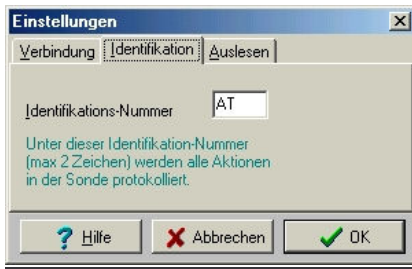 Einstellungen
Verbindung Identifikation Auslesen
Identifikations-Nummer AT
Unter dieser Identifikation-Nummer
(max 2 Zeichen) werden alle Aktionen
in der Sonde protokolliert.
? Hilfe Abbrechen OK